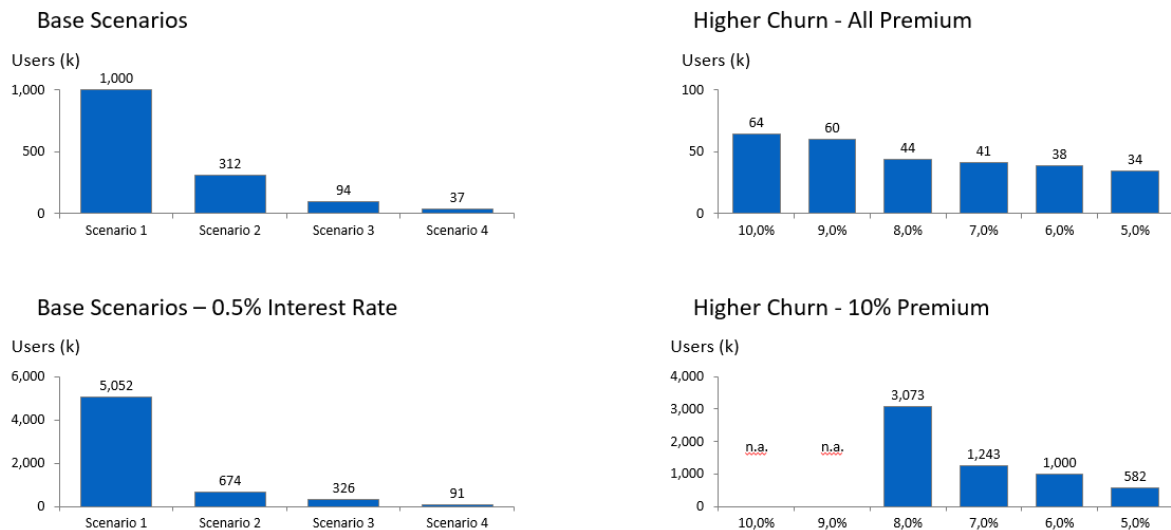 Base Scenarios
Users (k)
1,000
500
0
1,000
312
94
37
Scenario 1
Scenario 2
Scenario 3
Scenario 4
Higher Churn - All Premium
Users (k)
100
50
0
64
60
44
41
38
34
10,0%
9,0%
8,0%
7,0%
6,0%
5,0%
Base Scenarios – 0.5% Interest Rate
Users (k)
6,000
4,000
2,000
0
5,052
674
326
91
Scenario 1
Scenario 2
Scenario 3
Scenario 4
Higher Churn - 10% Premium
Users (k)
4,000
3,000
2,000
1,000
0
n.a.
n.a.
3,073
1,243
1,000
582
10,0%
9,0%
8,0%
7,0%
6,0%
5,0%